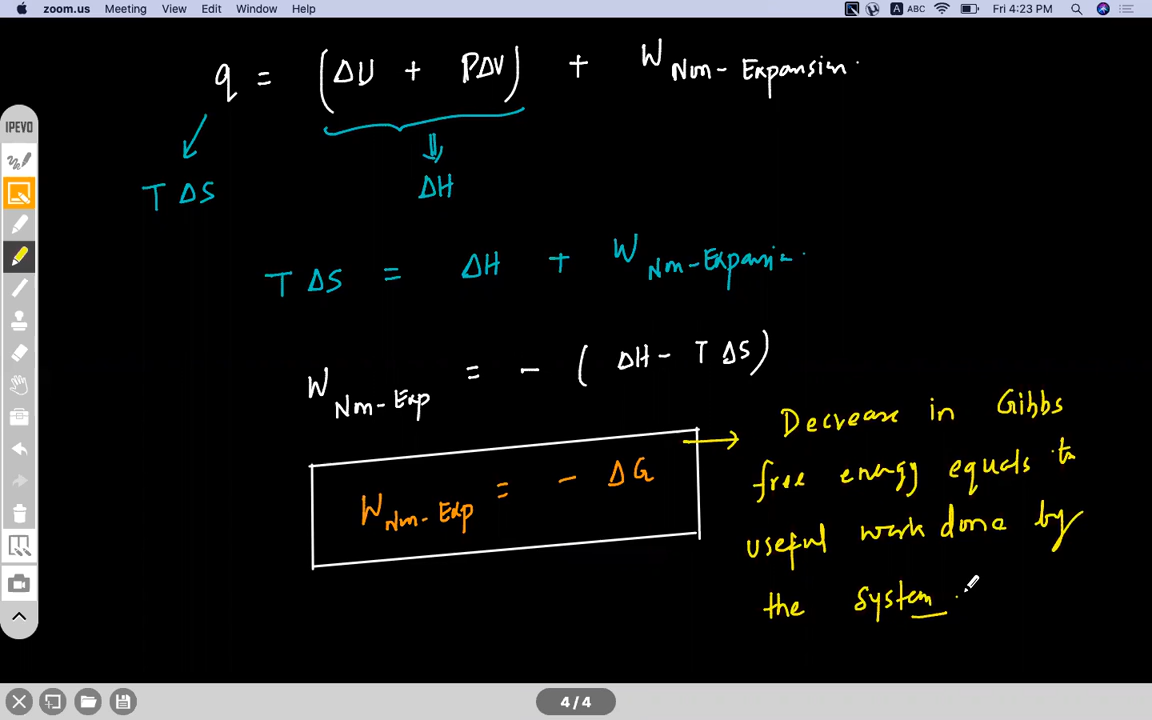 zoom.us Meeting View Edit Window Help
A ABC Fri 4:23 PM
q = (ΔU + PΔV) + W Non-Expansion.
IPEVO
TΔS
ΔH
TΔS = ΔH + W Non-Expansion.
W Non-Exp = - (ΔH - TΔS)
W Non-Exp = - ΔG
Decrease in Gibbs
free energy equals to
useful work done by
the system.
4/4